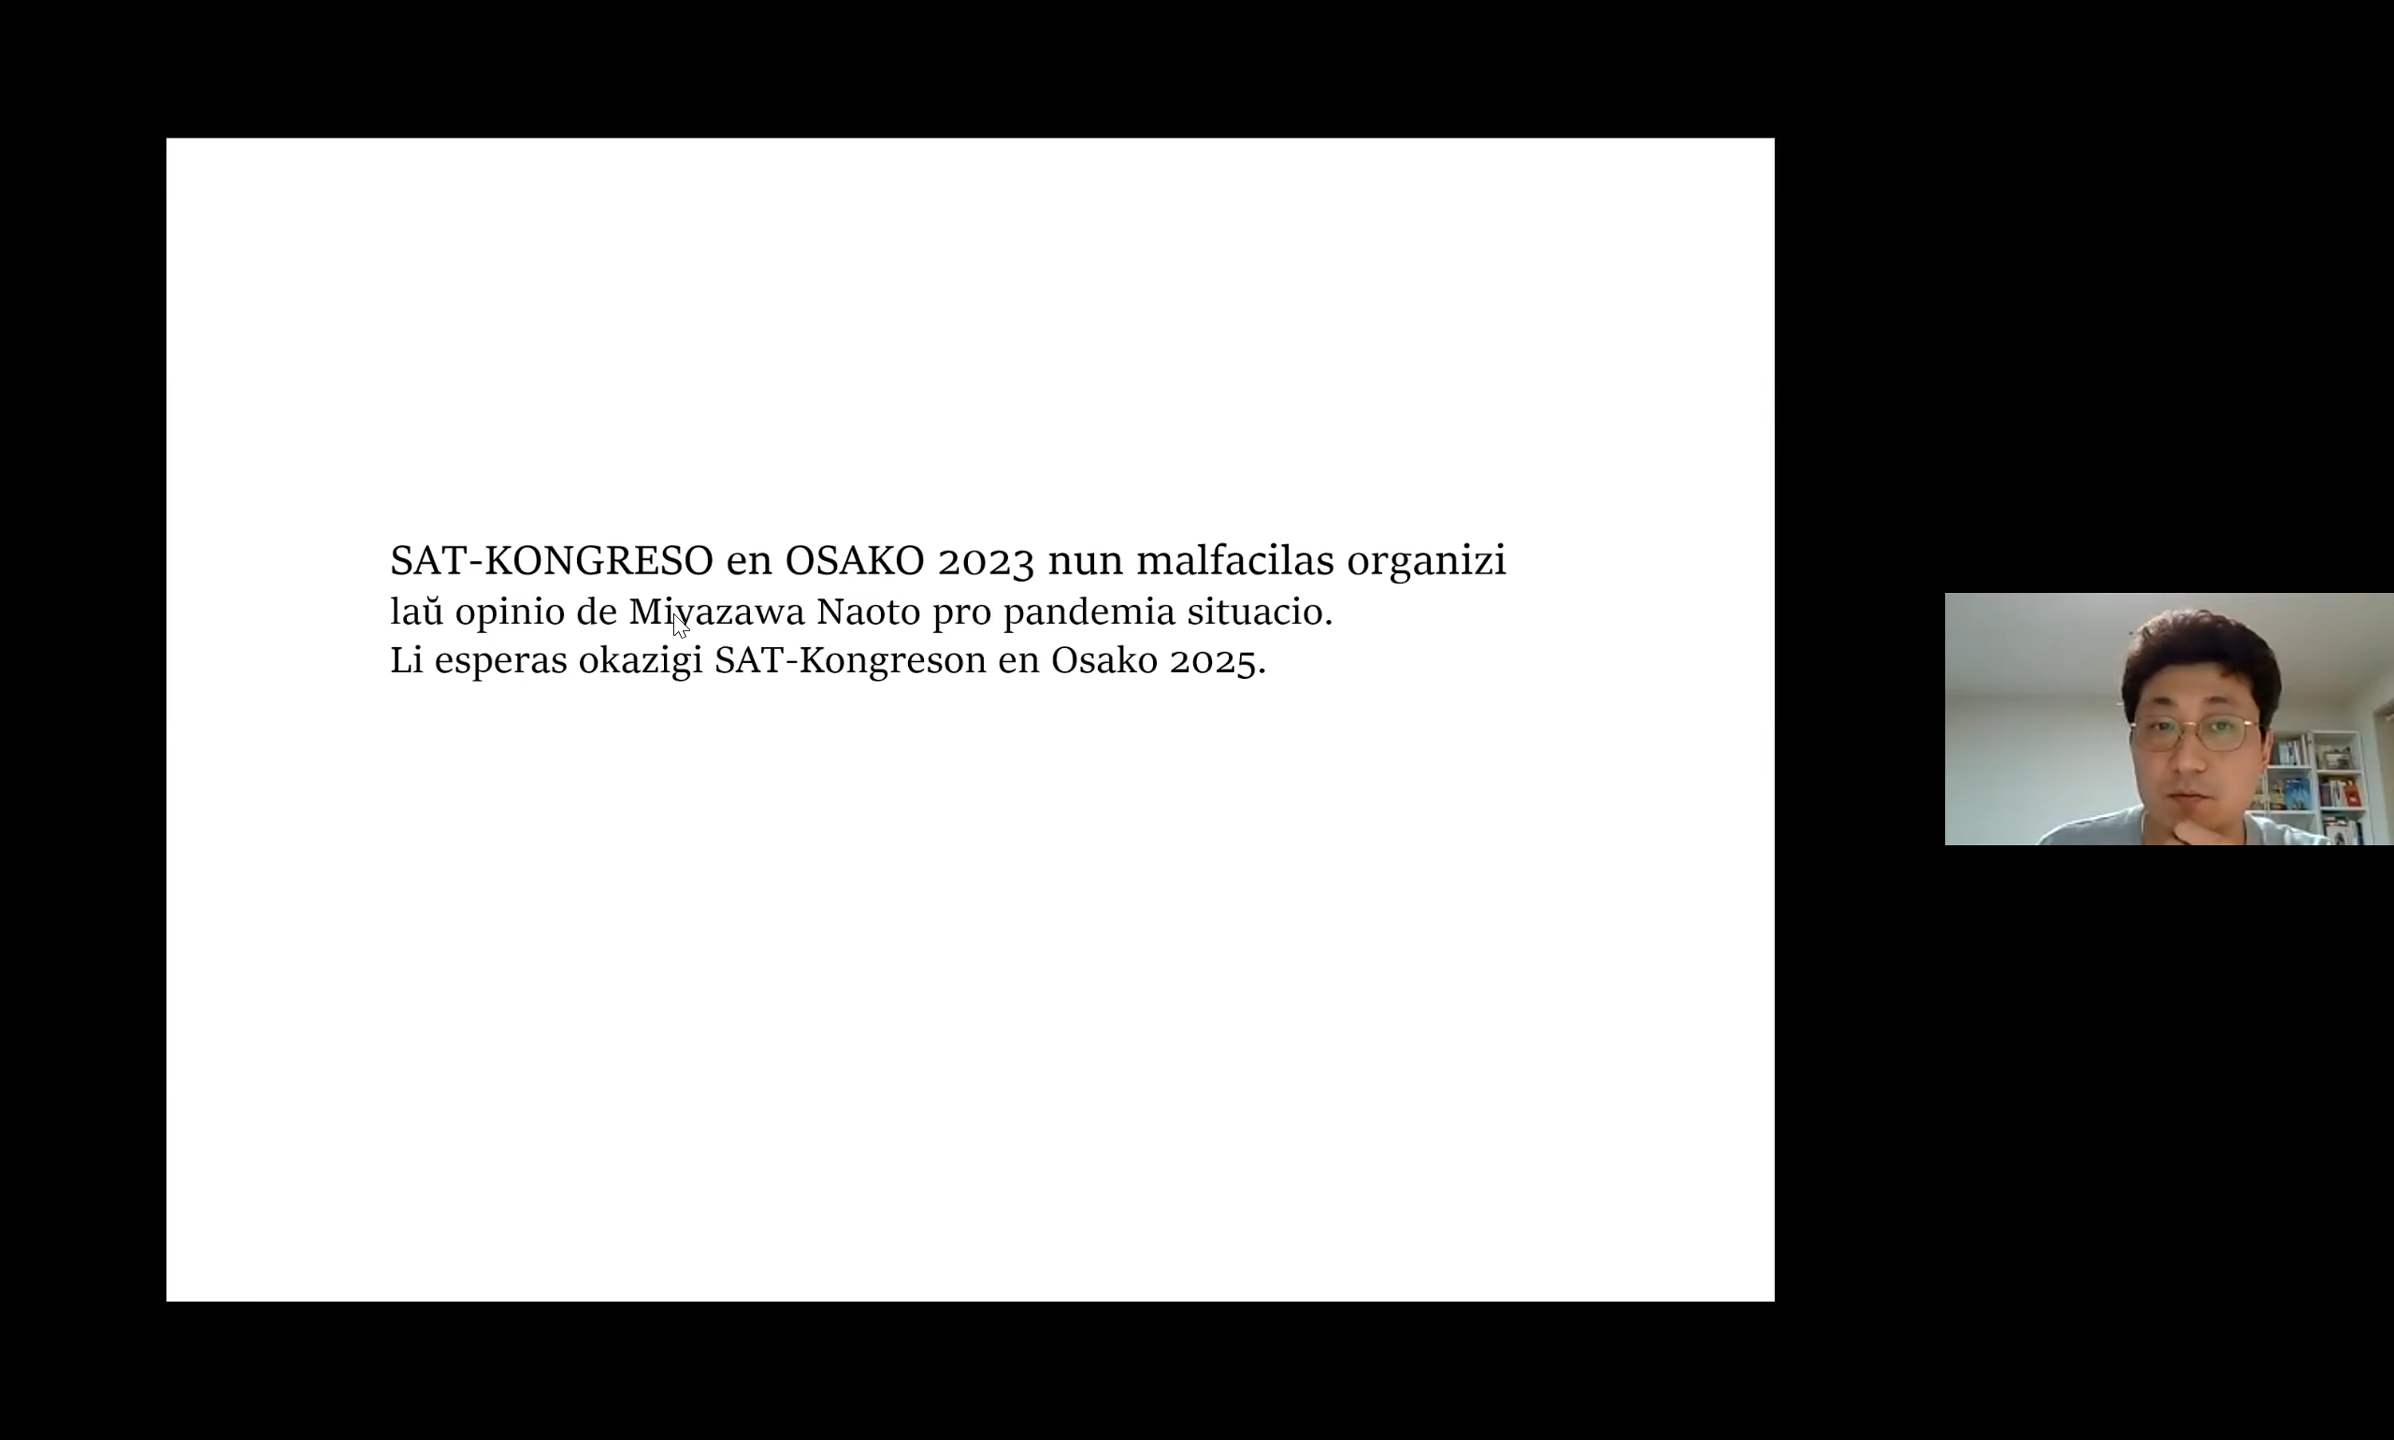 SAT-KONGRESO en OSAKO 2023 nun malfacilas organizi
laŭ opinio de Miyazawa Naoto pro pandemia situacio.
Li esperas okazigi SAT-Kongreson en Osako 2025.